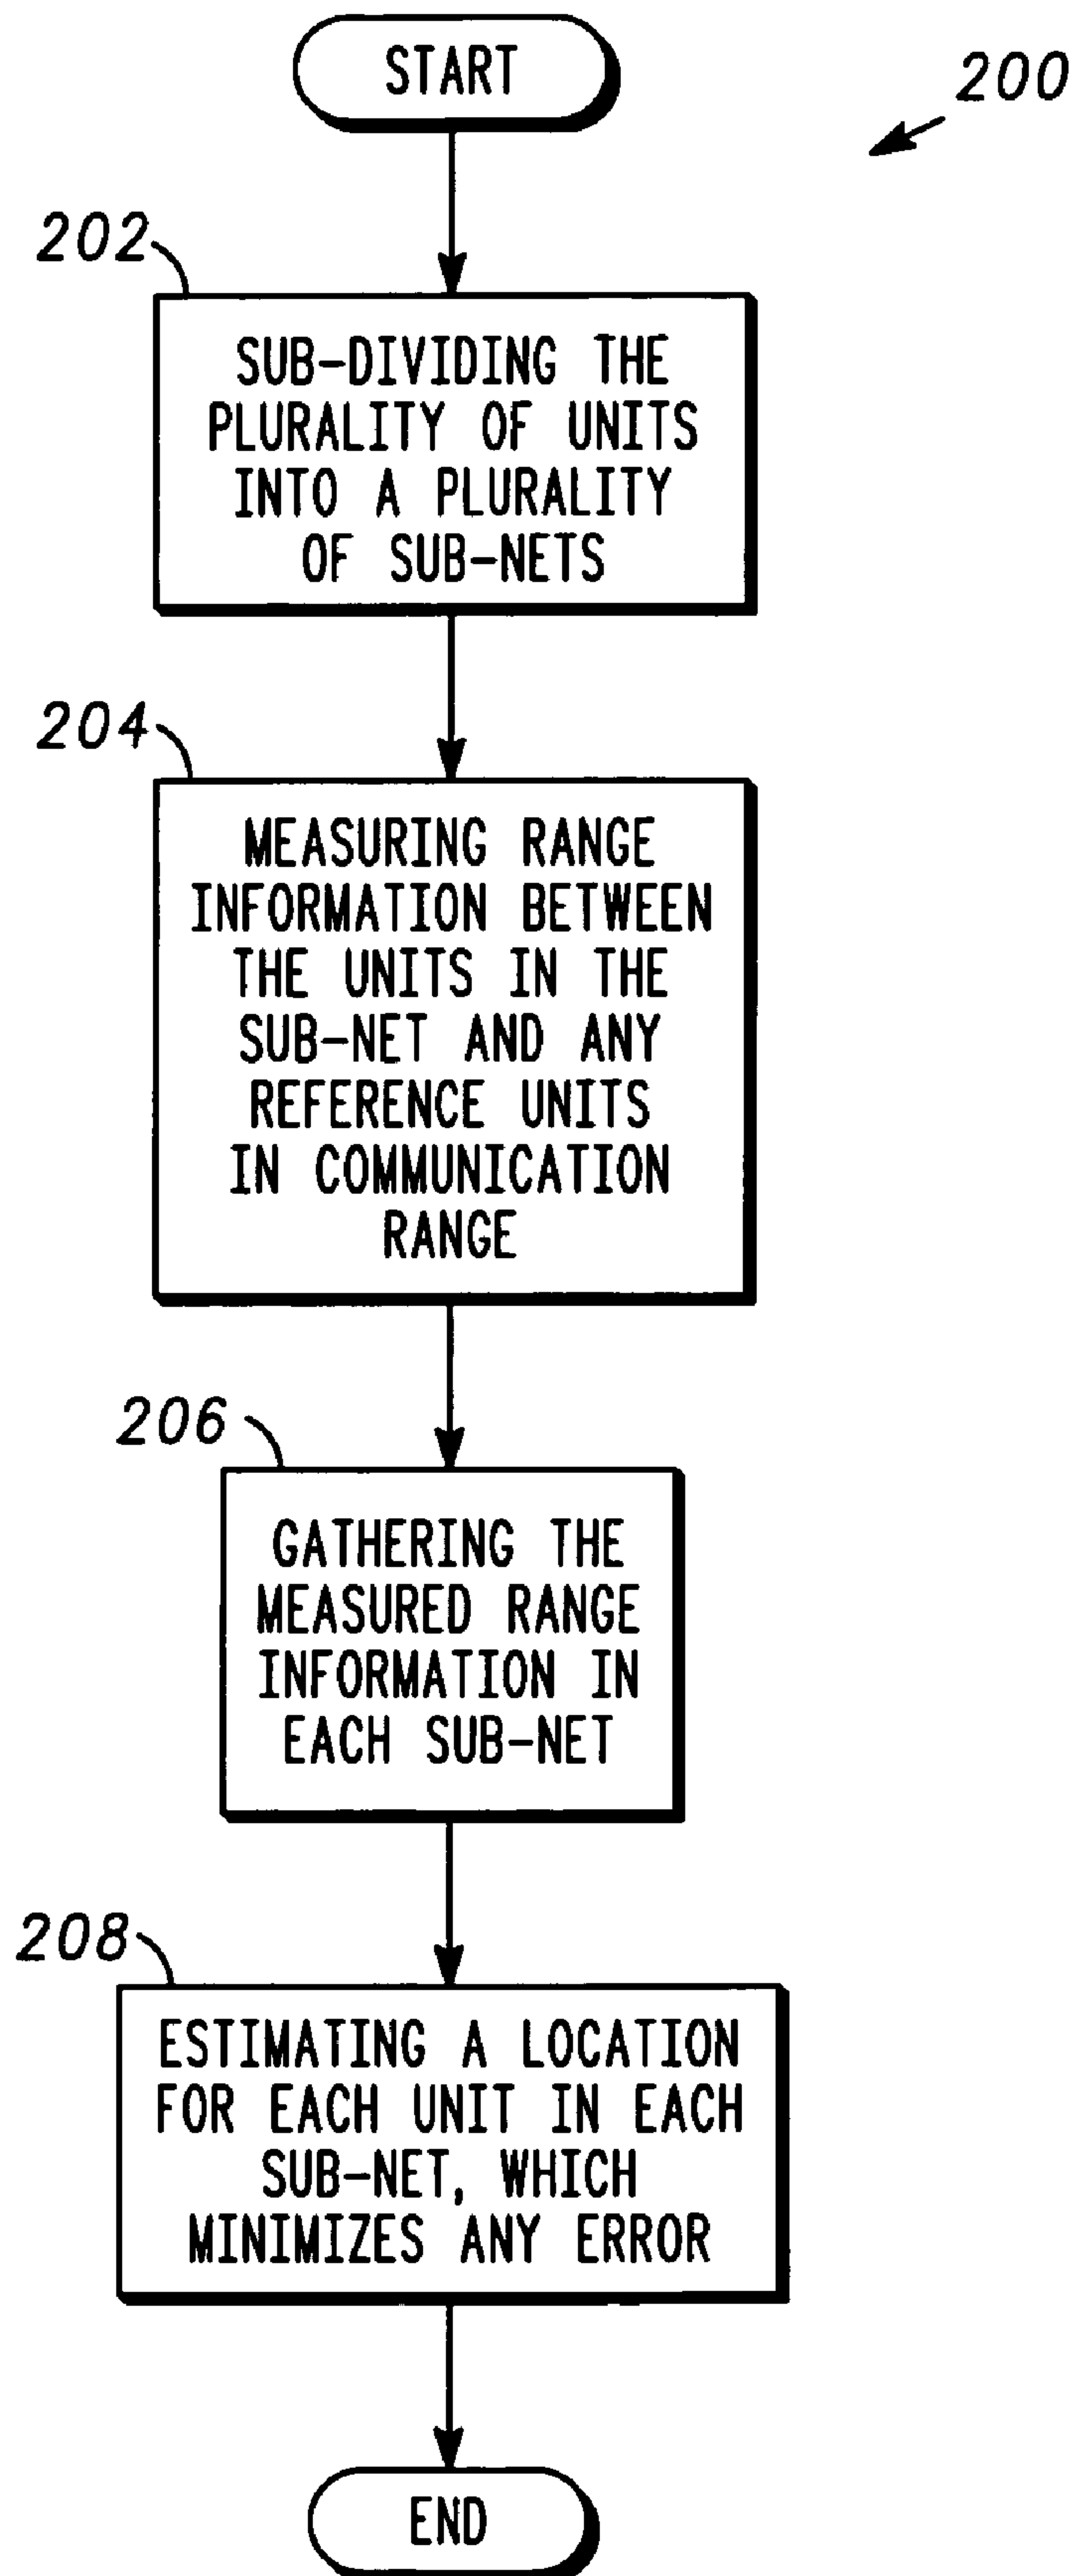 START
200
202
SUB-DIVIDING THE
PLURALITY OF UNITS
INTO A PLURALITY
OF SUB-NETS
204
MEASURING RANGE
INFORMATION BETWEEN
THE UNITS IN THE
SUB-NET AND ANY
REFERENCE UNITS
IN COMMUNICATION
RANGE
206
GATHERING THE
MEASURED RANGE
INFORMATION IN
EACH SUB-NET
208
ESTIMATING A LOCATION
FOR EACH UNIT IN EACH
SUB-NET, WHICH
MINIMIZES ANY ERROR
END